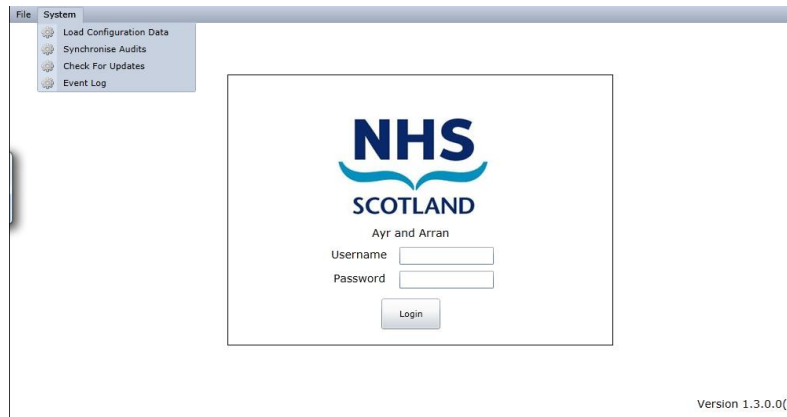 File System
Load Configuration Data
Synchronise Audits
Check For Updates
Event Log
NHS
SCOTLAND
Ayr and Arran
Username
Password
Login
Version 1.3.0.0(